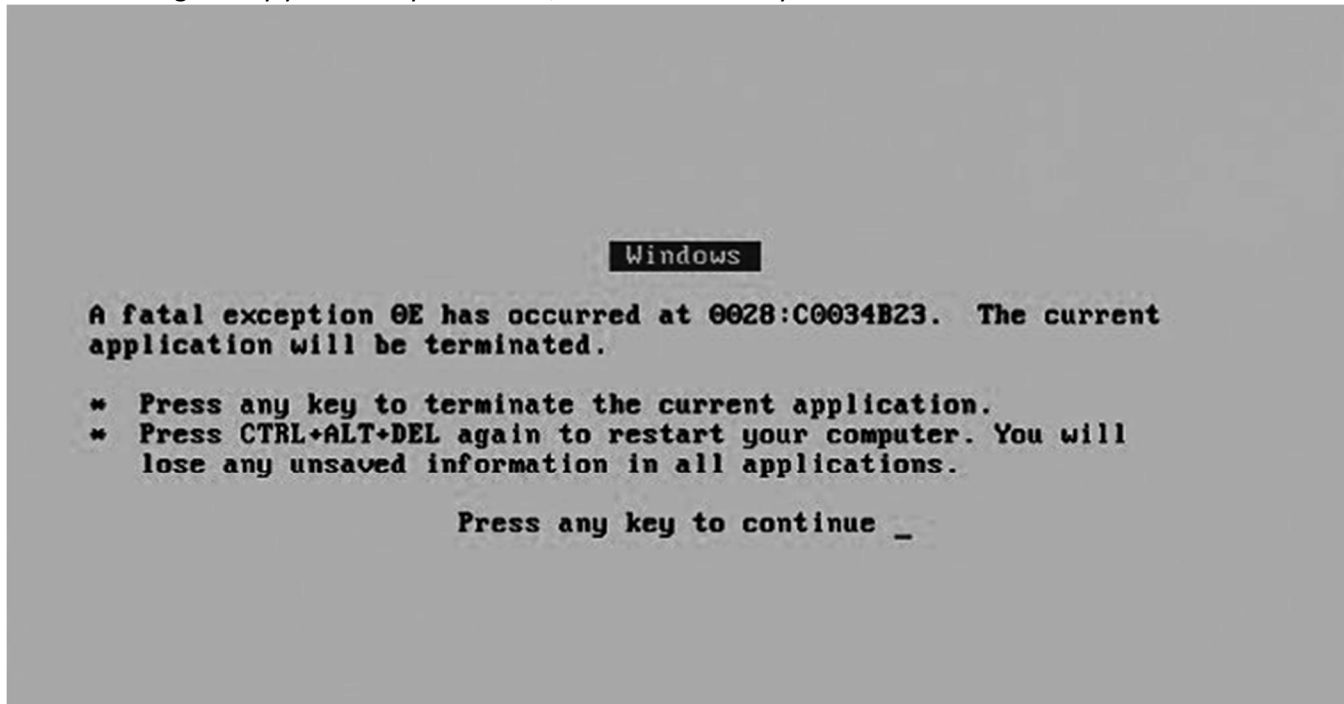 Windows
A fatal exception 0E has occurred at 0028:C0034B23. The current
application will be terminated.
* Press any key to terminate the current application.
* Press CTRL+ALT+DEL again to restart your computer. You will
lose any unsaved information in all applications.
Press any key to continue _